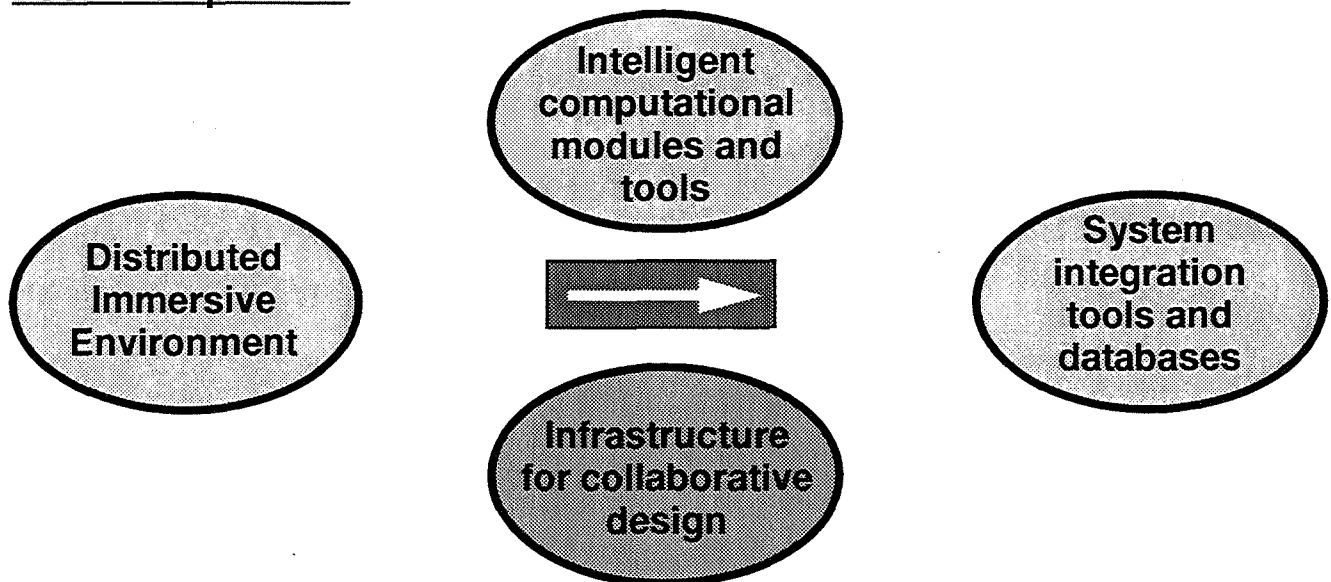 Intelligent
computational
modules and
tools
Distributed
Immersive
Environment
System
integration
tools and
databases
Infrastructure
for collaborative
design